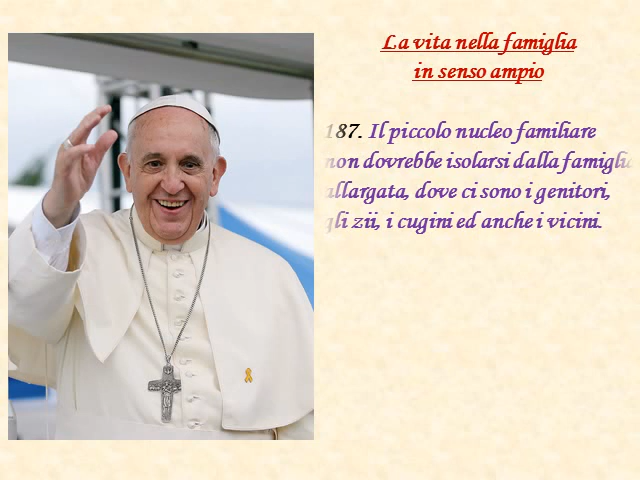 La vita nella famiglia
in senso ampio
187. Il piccolo nucleo familiare
non dovrebbe isolarsi dalla famiglia
allargata, dove ci sono i genitori,
gli zii, i cugini ed anche i vicini.